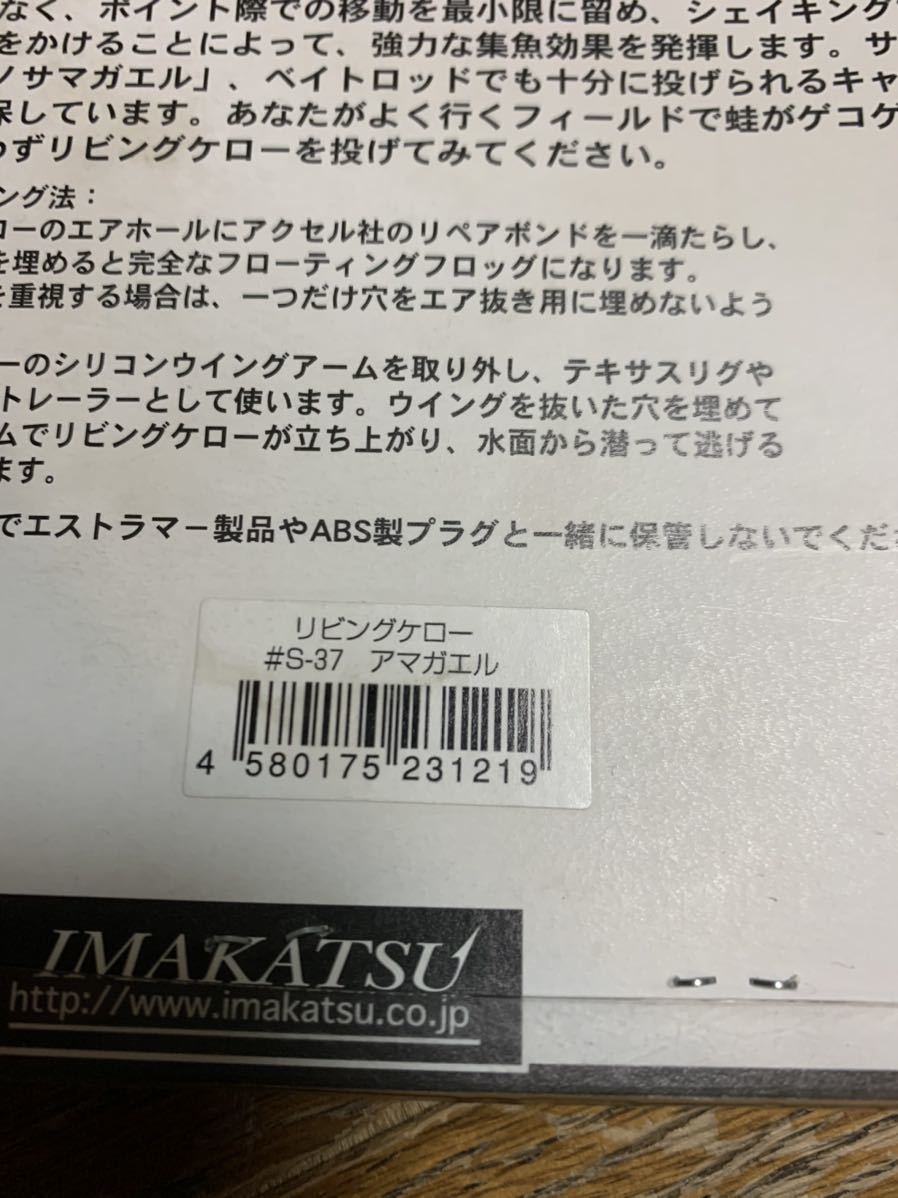 なく、ポイント際での移動を最小限に留め、シェイキング
をかけることによって、強力な集魚効果を発揮します。サ
ノサマガエル」、ベイトロッドでも十分に投げられるキャ
保しています。あなたがよく行くフィールドで蛙がゲコゲ
わずリビングケローを投げてみてください。
ング法：
ローのエアホールにアクセル社のリペアボンドを一滴たらし、
を埋めると完全なフローティングフロッグになります。
を重視する場合は、一つだけ穴をエア抜き用に埋めないよう
ーのシリコンウイングアームを取り外し、テキサスリグや
トレーラーとして使います。ウイングを抜いた穴を埋めて
ムでリビングケローが立ち上がり、水面から潜って逃げる
ます。
でエストラマー製品やABS製プラグと一緒に保管しないでくださ
リビングケロー
#S-37 アマガエル
4 580175 231219
IMAKATSU
http://www.imakatsu.co.jp